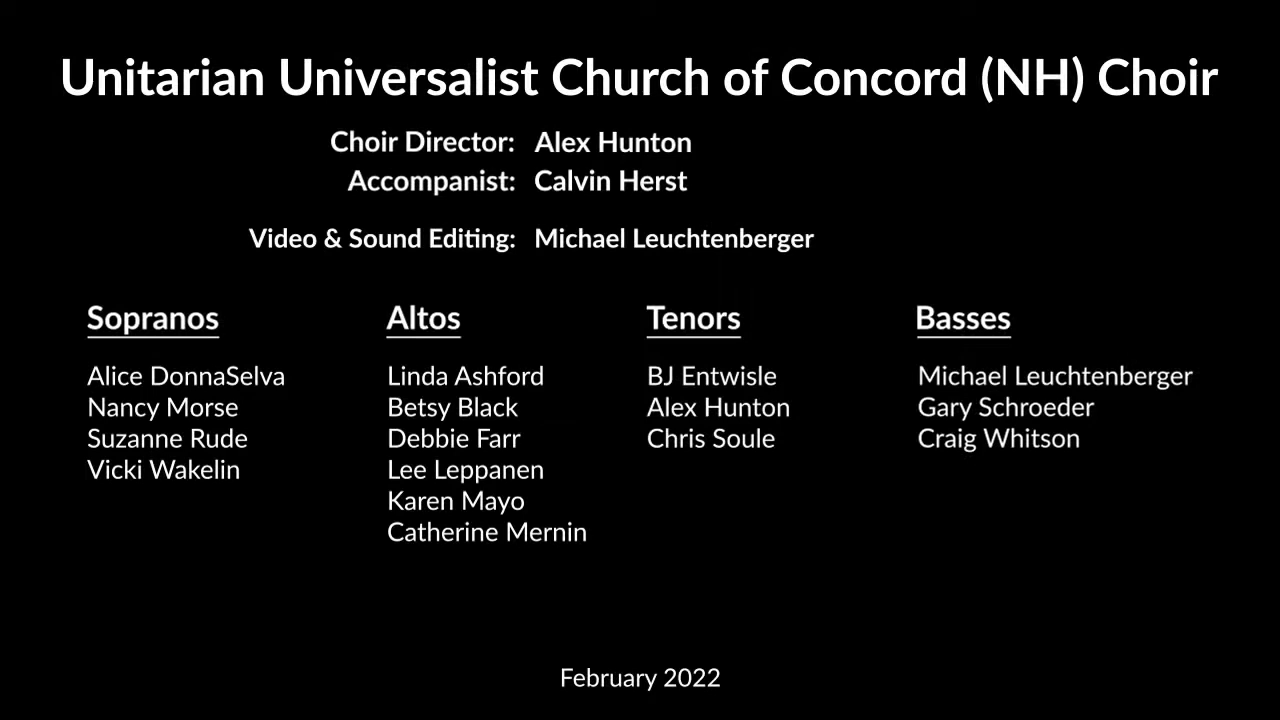 Unitarian Universalist Church of Concord (NH) Choir
Choir Director: Alex Hunton
Accompanist: Calvin Herst
Video & Sound Editing: Michael Leuchtenberger
Sopranos
Alice DonnaSelva
Nancy Morse
Suzanne Rude
Vicki Wakelin
Altos
Linda Ashford
Betsy Black
Debbie Farr
Lee Leppanen
Karen Mayo
Catherine Mernin
Tenors
BJ Entwisle
Alex Hunton
Chris Soule
Basses
Michael Leuchtenberger
Gary Schroeder
Craig Whitson
February 2022